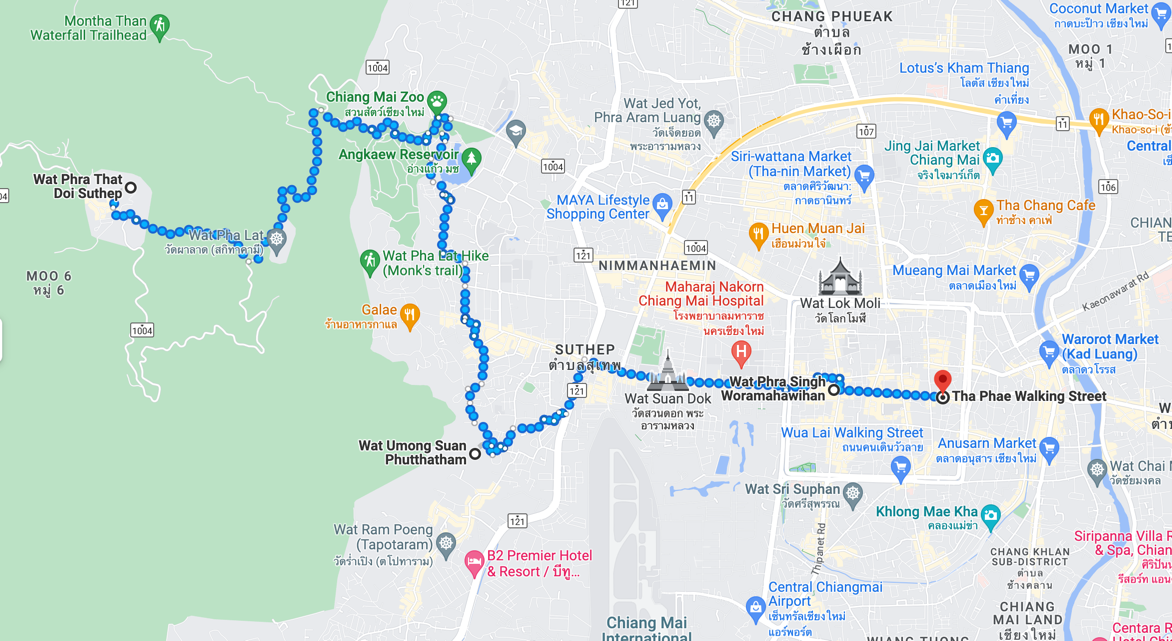 Montha Than
Waterfall Trailhead
121
CHANG PHUEAK
ตำบล
ช้างเผือก
Coconut Market
กาดบะป๊าว เชียงใหม่
MOO 1
หมู่ 1
1004
Lotus's Kham Thiang
โลตัส เชียงใหม่
คำเที่ยง
Chiang Mai Zoo
สวนสัตว์เชียงใหม่
Wat Jed Yot,
Phra Aram Luang
วัดเจ็ดยอด
พระอารามหลวง
107
11
Khao-So-i
Khao-so-i (ข้า
Central
Angkaew Reservoir
อางแก้ว มช
1004
Siri-wattana Market
(Tha-nin Market)
ตลาดศิริวัฒนา:
กาดธานินทร์
Jing Jai Market
Chiang Mai
จริงใจมาร์เก็ต
106
Wat Phra That
Doi Suthep
MAYA Lifestyle
Shopping Center
11
Tha Chang Cafe
ท่าช้าง คาเฟ่
Wat Pha Lat
วัดผาลาด (สกิทาคามี)
Huen Muan Jai
เฮือนม่วนใจ๋
1004
121
NIMMANHAEMIN
Wat Pha Lat Hike
(Monk's trail)
MOO 6
หมู่ 6
Mueang Mai Market
ตลาดเมืองใหม่
Kaeonawarat Rd
Maharaj Nakorn
Chiang Mai Hospital
โรงพยาบาลมหาราช
นครเชียงใหม่
Wat Lok Moli
วัดโลกโมฬี
Galae
ร้านอาหารกาแล
1004
Warorot Market
(Kad Luang)
ตลาดวโรรส
SUTHEP
ตำบลสุเทพ
121
Wat Suan Dok
วัดสวนดอก พระ
อารามหลวง
Wat Phra Singh
Woramahawihan
Tha Phae Walking Street
Wat Umong Suan
Phutthatham
Wua Lai Walking Street
ถนนคนเดินวัวลาย
Anusarn Market
ตลาดอนุสาร เชียงใหม่
Wat Sri Suphan
วัดศรีสุพรรณ
Wat Chai
วัดชัยมงคล
Khlong Mae Kha
คลองแม่ข่า
121
Wat Ram Poeng
(Tapotaram)
วัดร่ำเปิง (ตโปทาราม)
B2 Premier Hotel
& Resort / บีทู...
Thipanet Rd
CHANG KHLAN
SUB-DISTRICT
ตำบล
ช้างคลาน
Siripanna Villa R
& Spa, Chian
รีสอร์ท แอน
Central Chiangmai
Airport
เซ็นทรัลเชียงใหม่
แอร์พอร์ต
CHIANG
MAI LAND
เชียงใหม่
Chiang Mai
International
Centara R